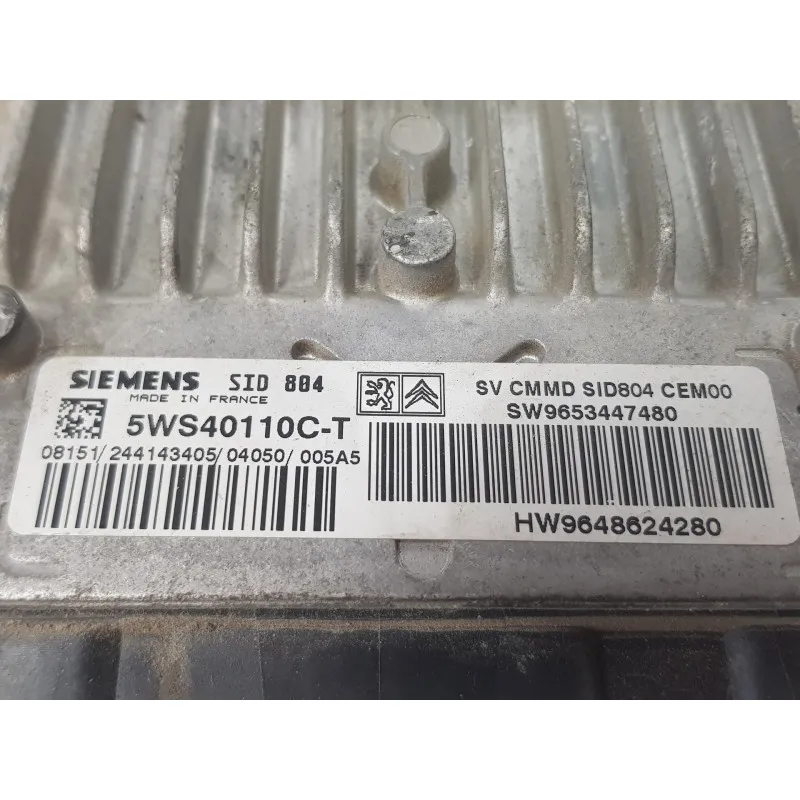 SIEMENS SID 804
MADE IN FRANCE
5WS40110C-T
08151/244143405/04050/005A5
SV CMMD SID804 CEM00
SW9653447480
HW9648624280